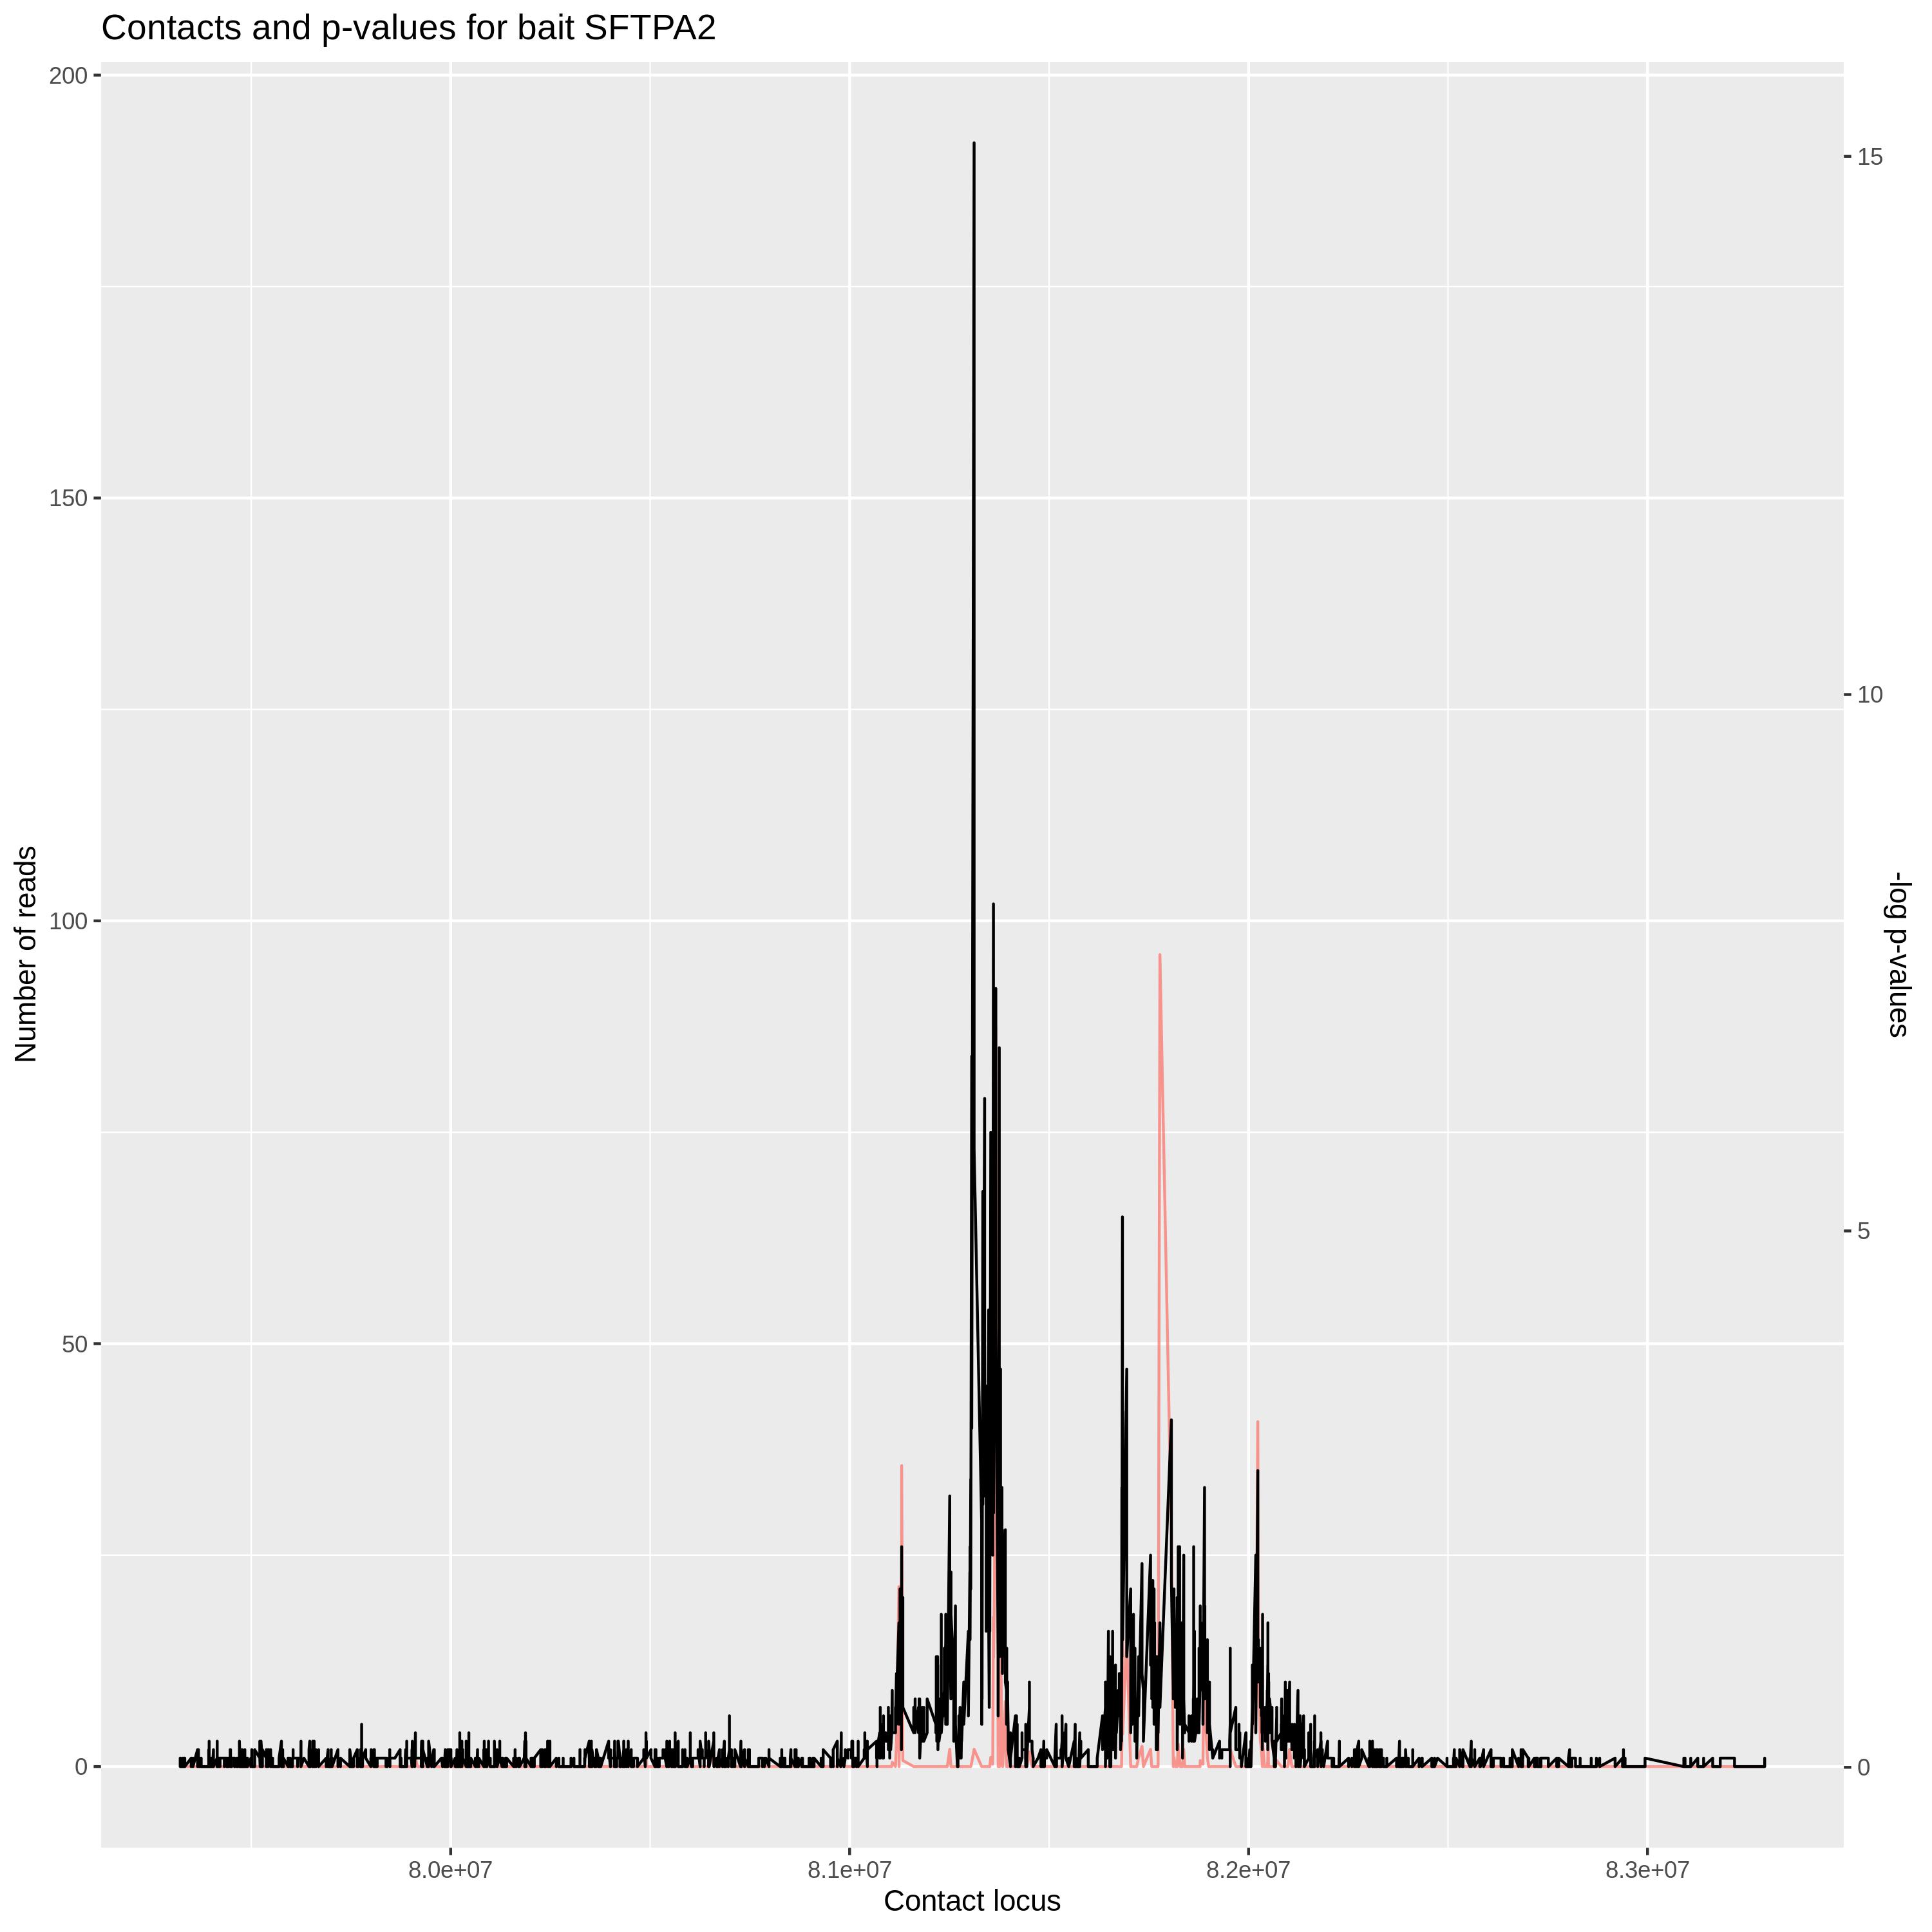 Contacts and p-values for bait SFTPA2
200
150
100
50
0
Number of reads
15
10
5
0
-log p-values
8.0e+07
8.1e+07
8.2e+07
8.3e+07
Contact locus